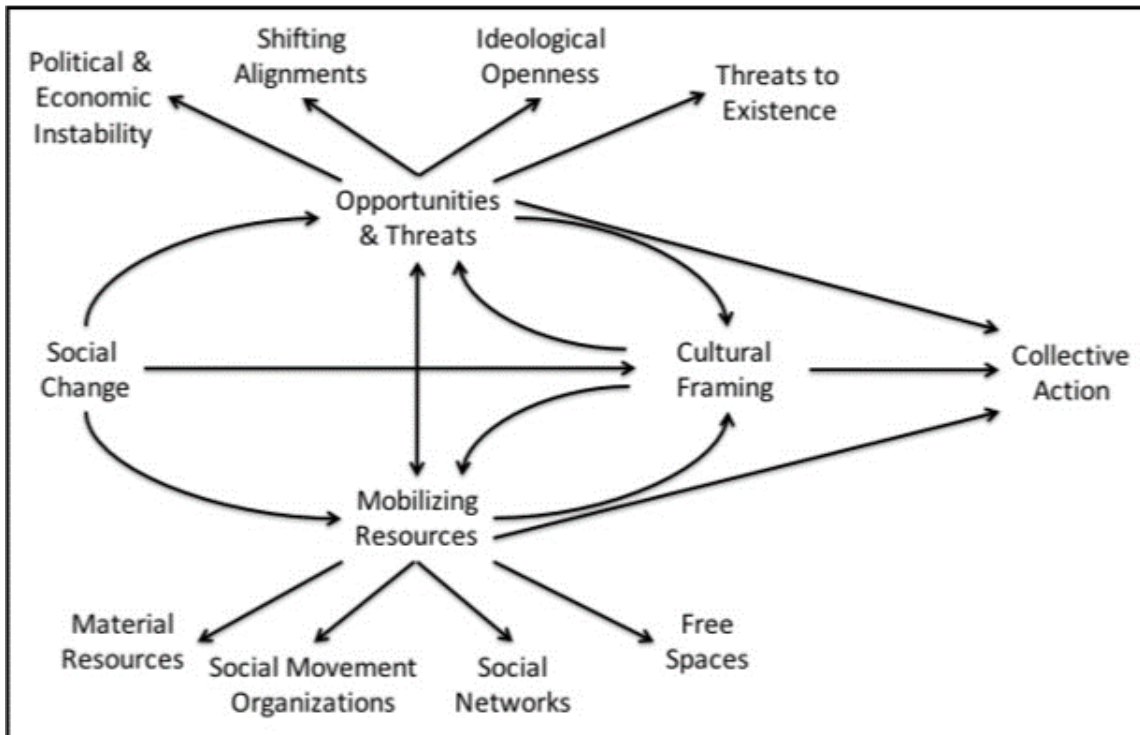 Political &
Economic
Instability
Shifting
Alignments
Ideological
Openness
Threats to
Existence
Opportunities
& Threats
Social
Change
Cultural
Framing
Collective
Action
Mobilizing
Resources
Material
Resources
Social Movement
Organizations
Social
Networks
Free
Spaces